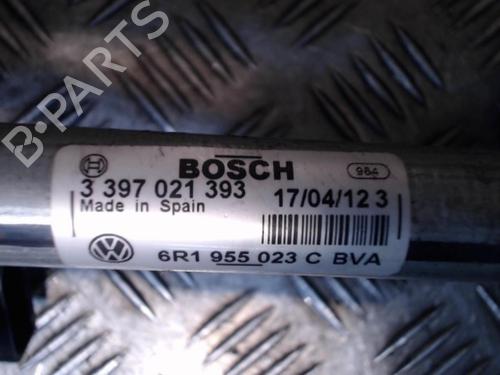 B-PARTS
BOSCH 984
3 397 021 393 17/04/12 3
Made in Spain
6R1 955 023 C BVA